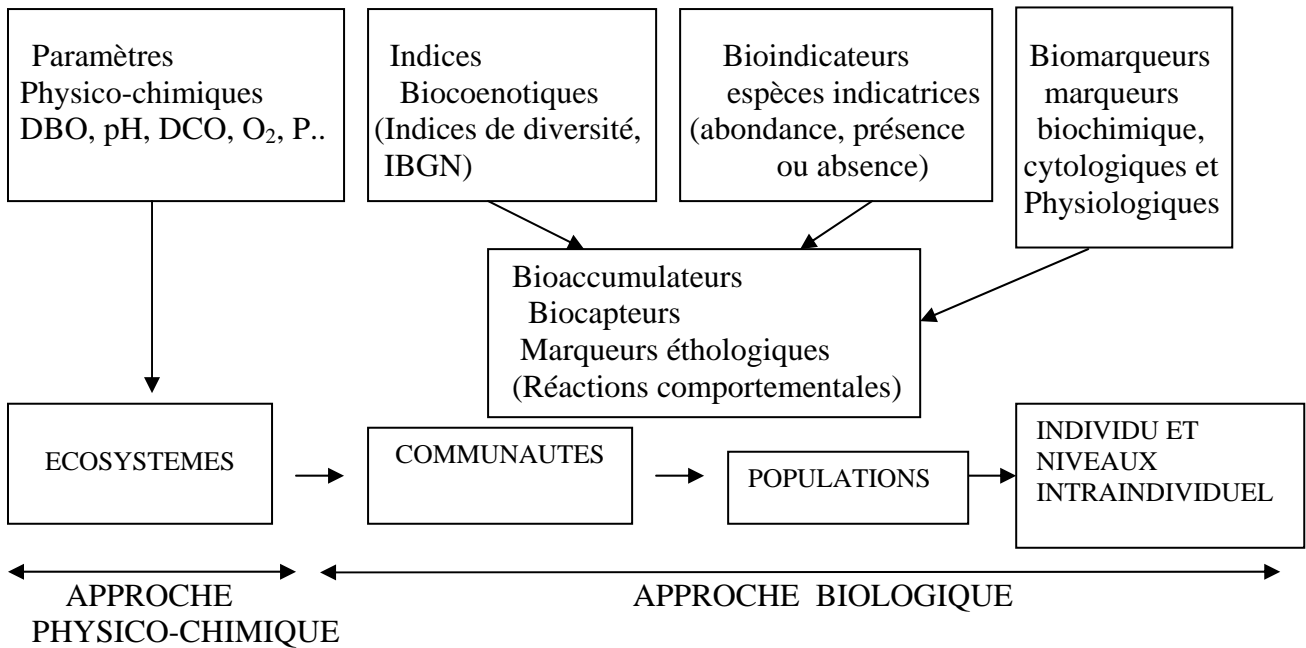 Paramètres
Physico-chimiques
DBO, pH, DCO, O₂, P..
Indices
Biocoenotiques
(Indices de diversité,
IBGN)
Bioindicateurs
espèces indicatrices
(abondance, présence
ou absence)
Biomarqueurs
marqueurs
biochimique,
cytologiques et
Physiologiques
Bioaccumulateurs
Biocapteurs
Marqueurs éthologiques
(Réactions comportementales)
ECOSYSTEMES
COMMUNAUTES
POPULATIONS
INDIVIDU ET
NIVEAUX
INTRAINDIVIDUEL
APPROCHE
PHYSICO-CHIMIQUE
APPROCHE BIOLOGIQUE